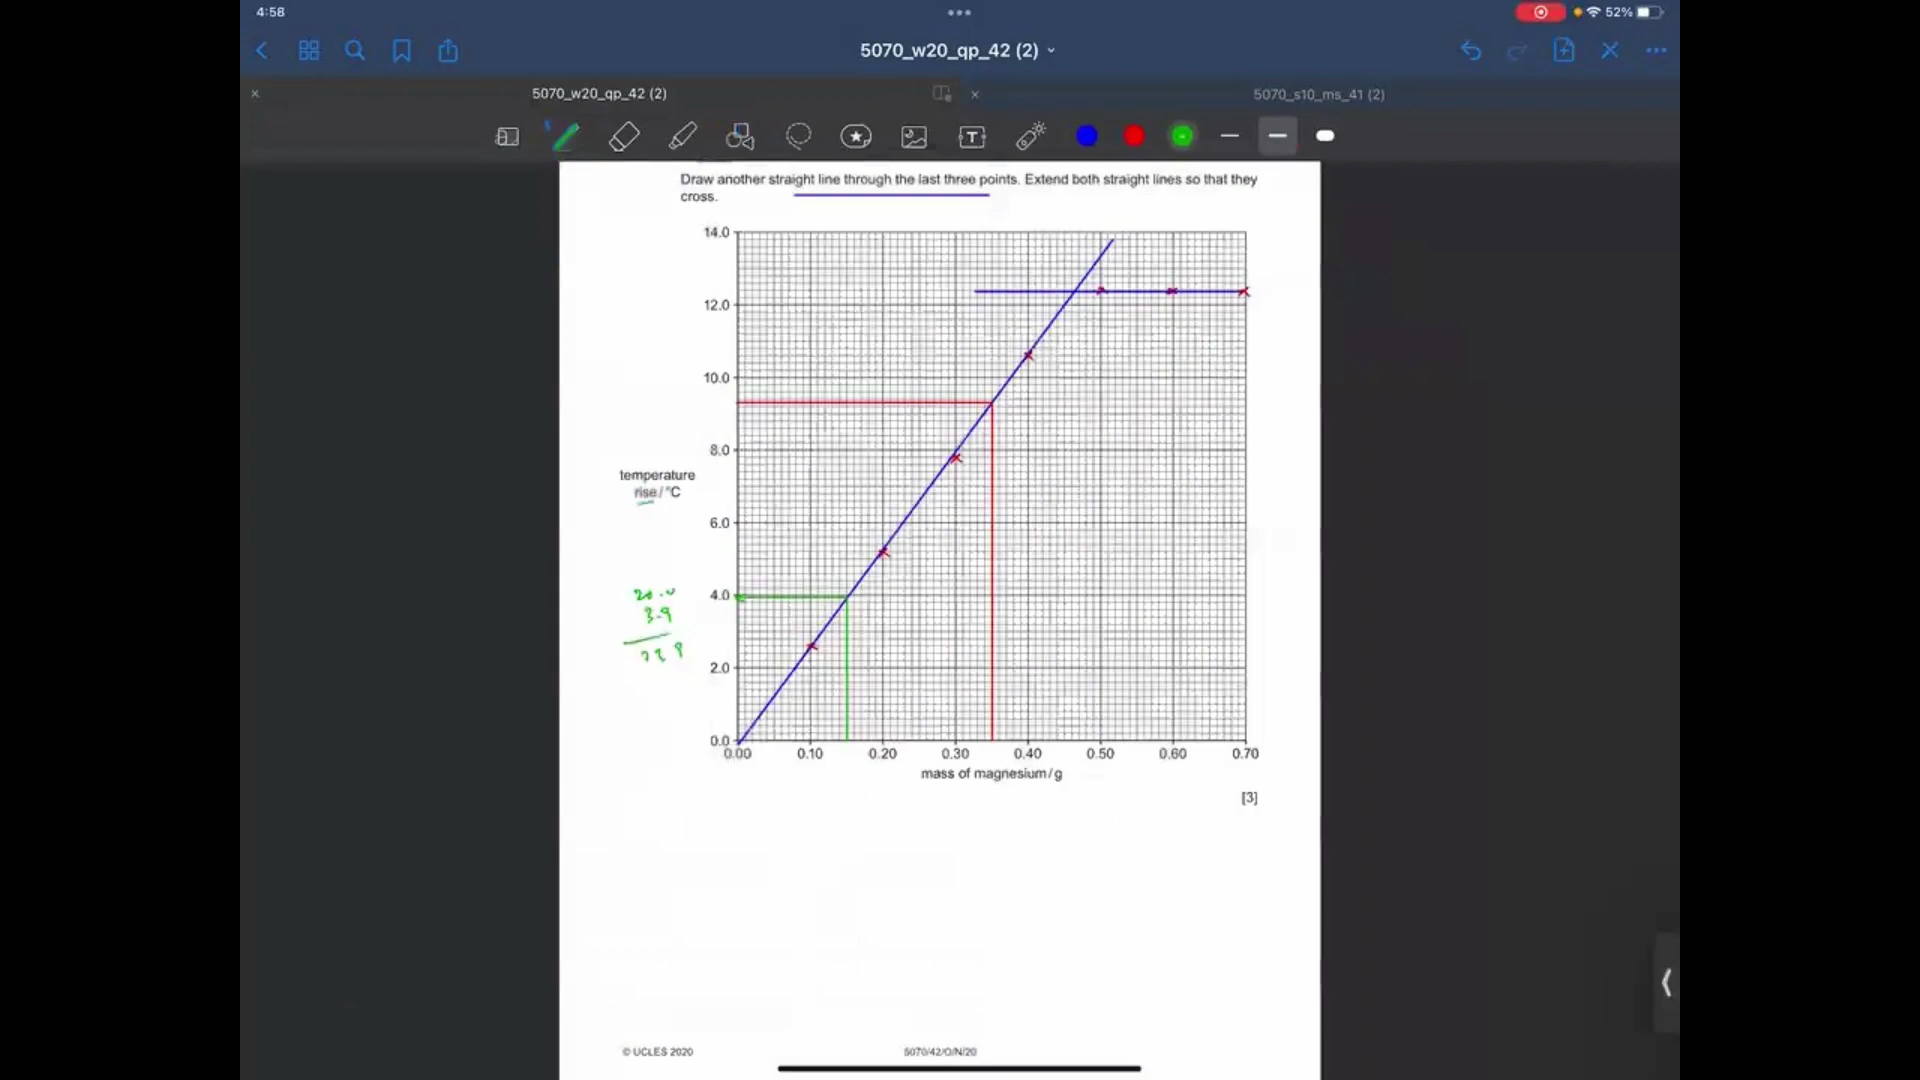 4:58
52%
5070_w20_qp_42 (2)
5070_w20_qp_42 (2)
5070_s10_ms_41 (2)
T
Draw another straight line through the last three points. Extend both straight lines so that they
cross.
14.0
12.0
10.0
8.0
temperature
rise / °C
6.0
4.0
3.9
2.0
0.0
0.00 0.10 0.20 0.30 0.40 0.50 0.60 0.70
mass of magnesium / g
[3]
© UCLES 2020
5070/42/O/N/20